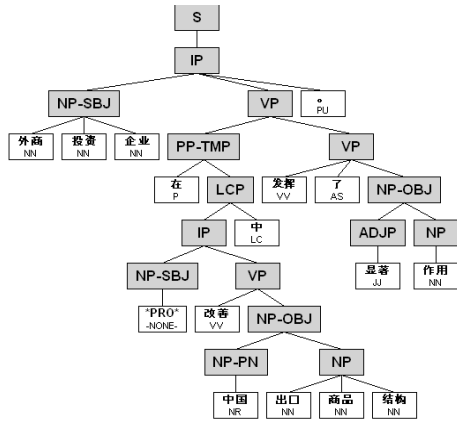 S
IP
NP-SBJ VP 。 PU
外商 NN 投资 NN 企业 NN PP-TMP VP
在 P LCP 发挥 VV 了 AS NP-OBJ
IP 中 LC ADJP NP
NP-SBJ VP 显著 JJ 作用 NN
*PRO* -NONE- 改善 VV NP-OBJ
NP-PN NP
中国 NR 出口 NN 商品 NN 结构 NN